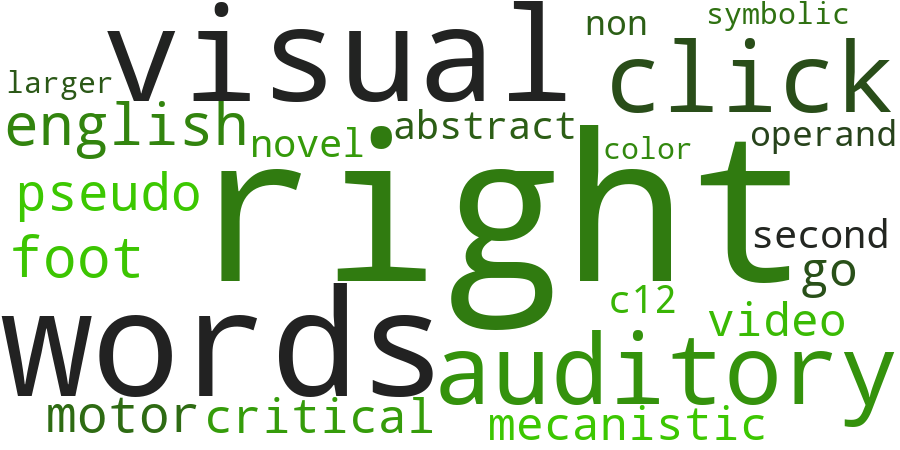 symbolic
non
visual
click
larger
english
abstract
operand
novel
color
right
pseudo
second
foot
go
c12
words
video
auditory
motor
critical
mecanistic